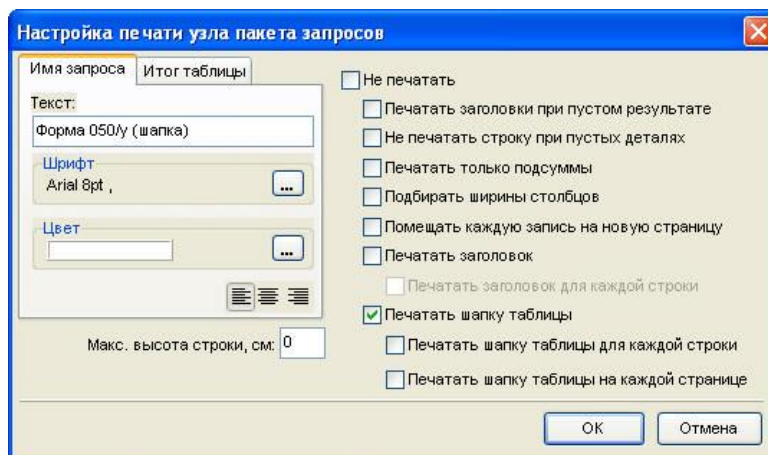 Настройка печати узла пакета запросов
Имя запроса
Итог таблицы
Текст:
Форма 050/у (шапка)
Шрифт
Arial 8pt ,
...
Цвет
...
Макс. высота строки, см: 0
Не печатать
Печатать заголовки при пустом результате
Не печатать строку при пустых деталях
Печатать только подсуммы
Подбирать ширины столбцов
Помещать каждую запись на новую страницу
Печатать заголовок
Печатать заголовок для каждой строки
Печатать шапку таблицы
Печатать шапку таблицы для каждой строки
Печатать шапку таблицы на каждой странице
ОК
Отмена